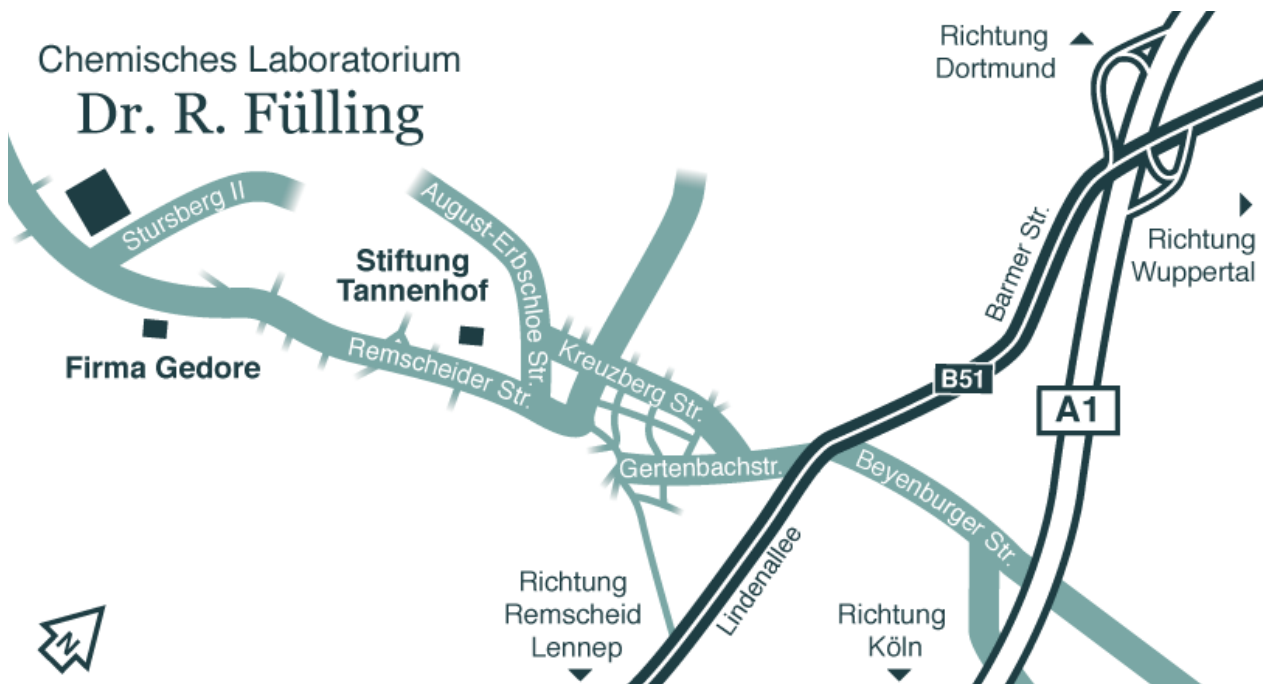 Chemisches Laboratorium
Dr. R. Fülling
Richtung
Dortmund
Stursberg II
August-Erbschloe Str.
Barmer Str.
Richtung
Wuppertal
Stiftung
Tannenhof
Firma Gedore
Remscheider Str.
Kreuzberg Str.
B51
A1
Gertenbachstr.
Beyenburger Str.
Lindenallee
Richtung
Remscheid
Lennep
Richtung
Köln
N